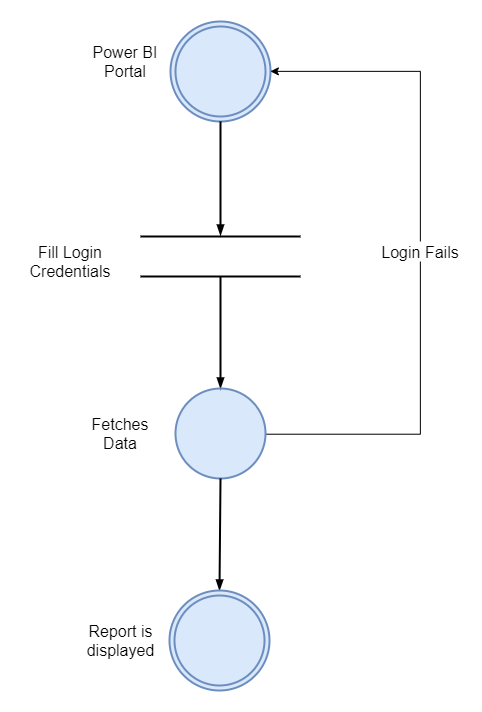 Power BI
Portal
Fill Login
Credentials
Login Fails
Fetches
Data
Report is
displayed